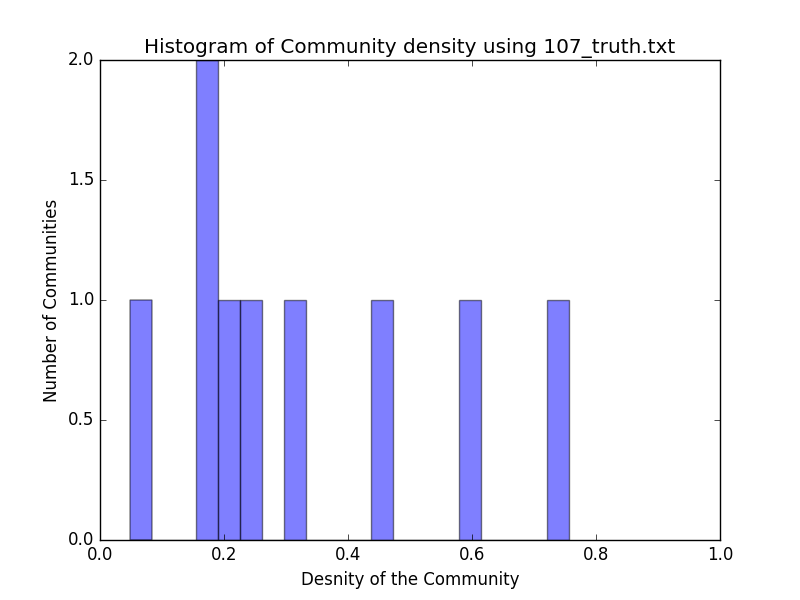 Histogram of Community density using 107_truth.txt
2.0
1.5
1.0
0.5
0.0
Number of Communities
0.0 0.2 0.4 0.6 0.8 1.0
Desnity of the Community